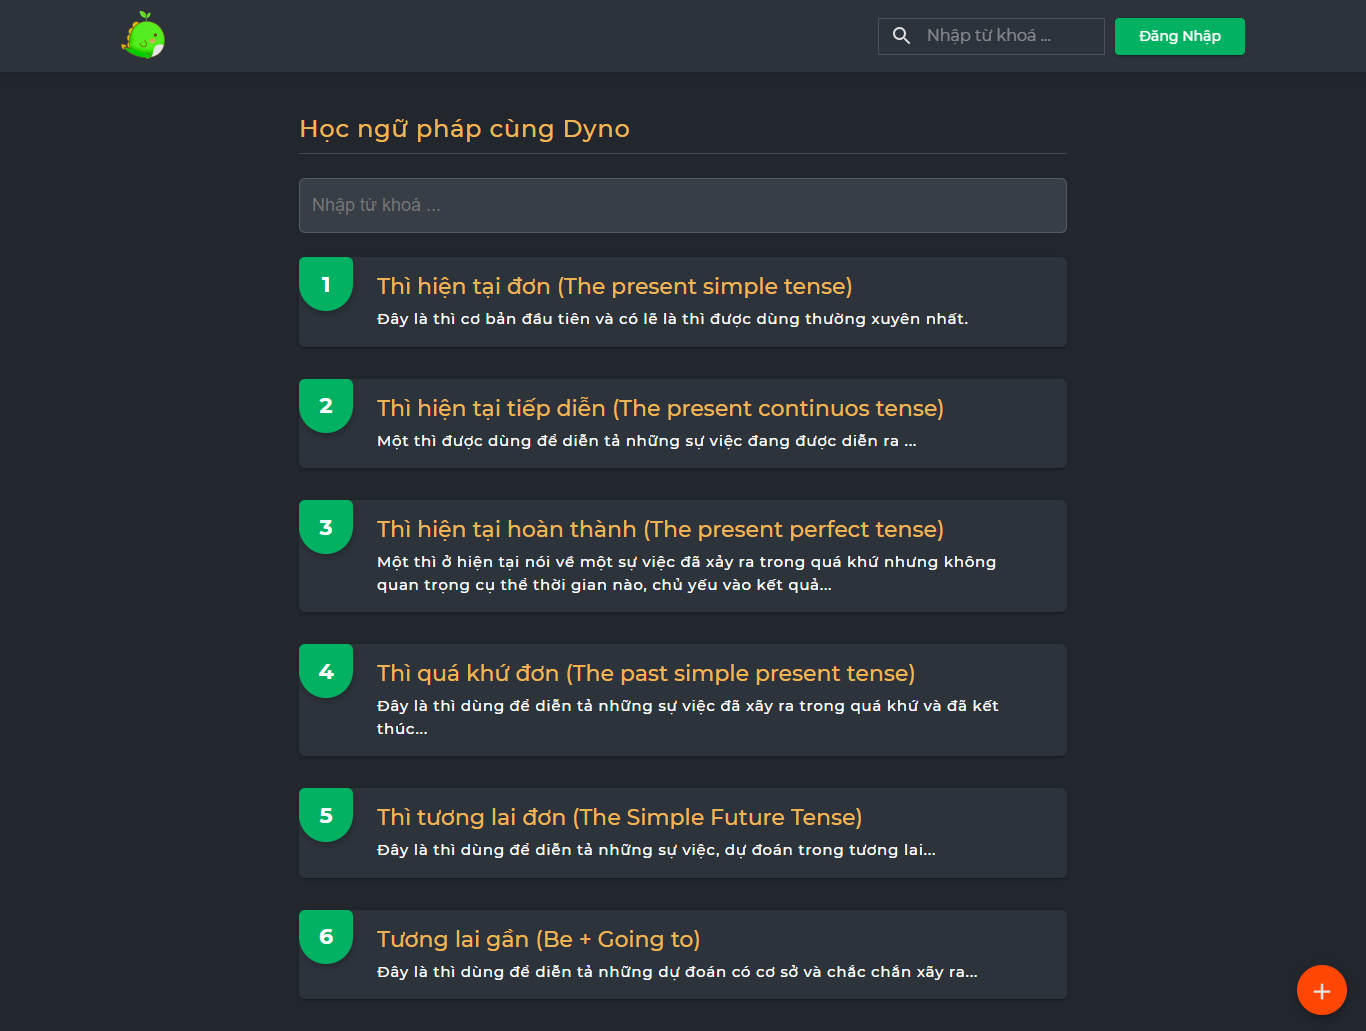 Nhập từ khoá ...
Đăng Nhập
Học ngữ pháp cùng Dyno
Nhập từ khoá ...
1
Thì hiện tại đơn (The present simple tense)
Đây là thì cơ bản đầu tiên và có lẽ là thì được dùng thường xuyên nhất.
2
Thì hiện tại tiếp diễn (The present continuos tense)
Một thì được dùng để diễn tả những sự việc đang được diễn ra ...
3
Thì hiện tại hoàn thành (The present perfect tense)
Một thì ở hiện tại nói về một sự việc đã xảy ra trong quá khứ nhưng không
quan trọng cụ thể thời gian nào, chủ yếu vào kết quả...
4
Thì quá khứ đơn (The past simple present tense)
Đây là thì dùng để diễn tả những sự việc đã xãy ra trong quá khứ và đã kết
thúc...
5
Thì tương lai đơn (The Simple Future Tense)
Đây là thì dùng để diễn tả những sự việc, dự đoán trong tương lai...
6
Tương lai gần (Be + Going to)
Đây là thì dùng để diễn tả những dự đoán có cơ sở và chắc chắn xãy ra...